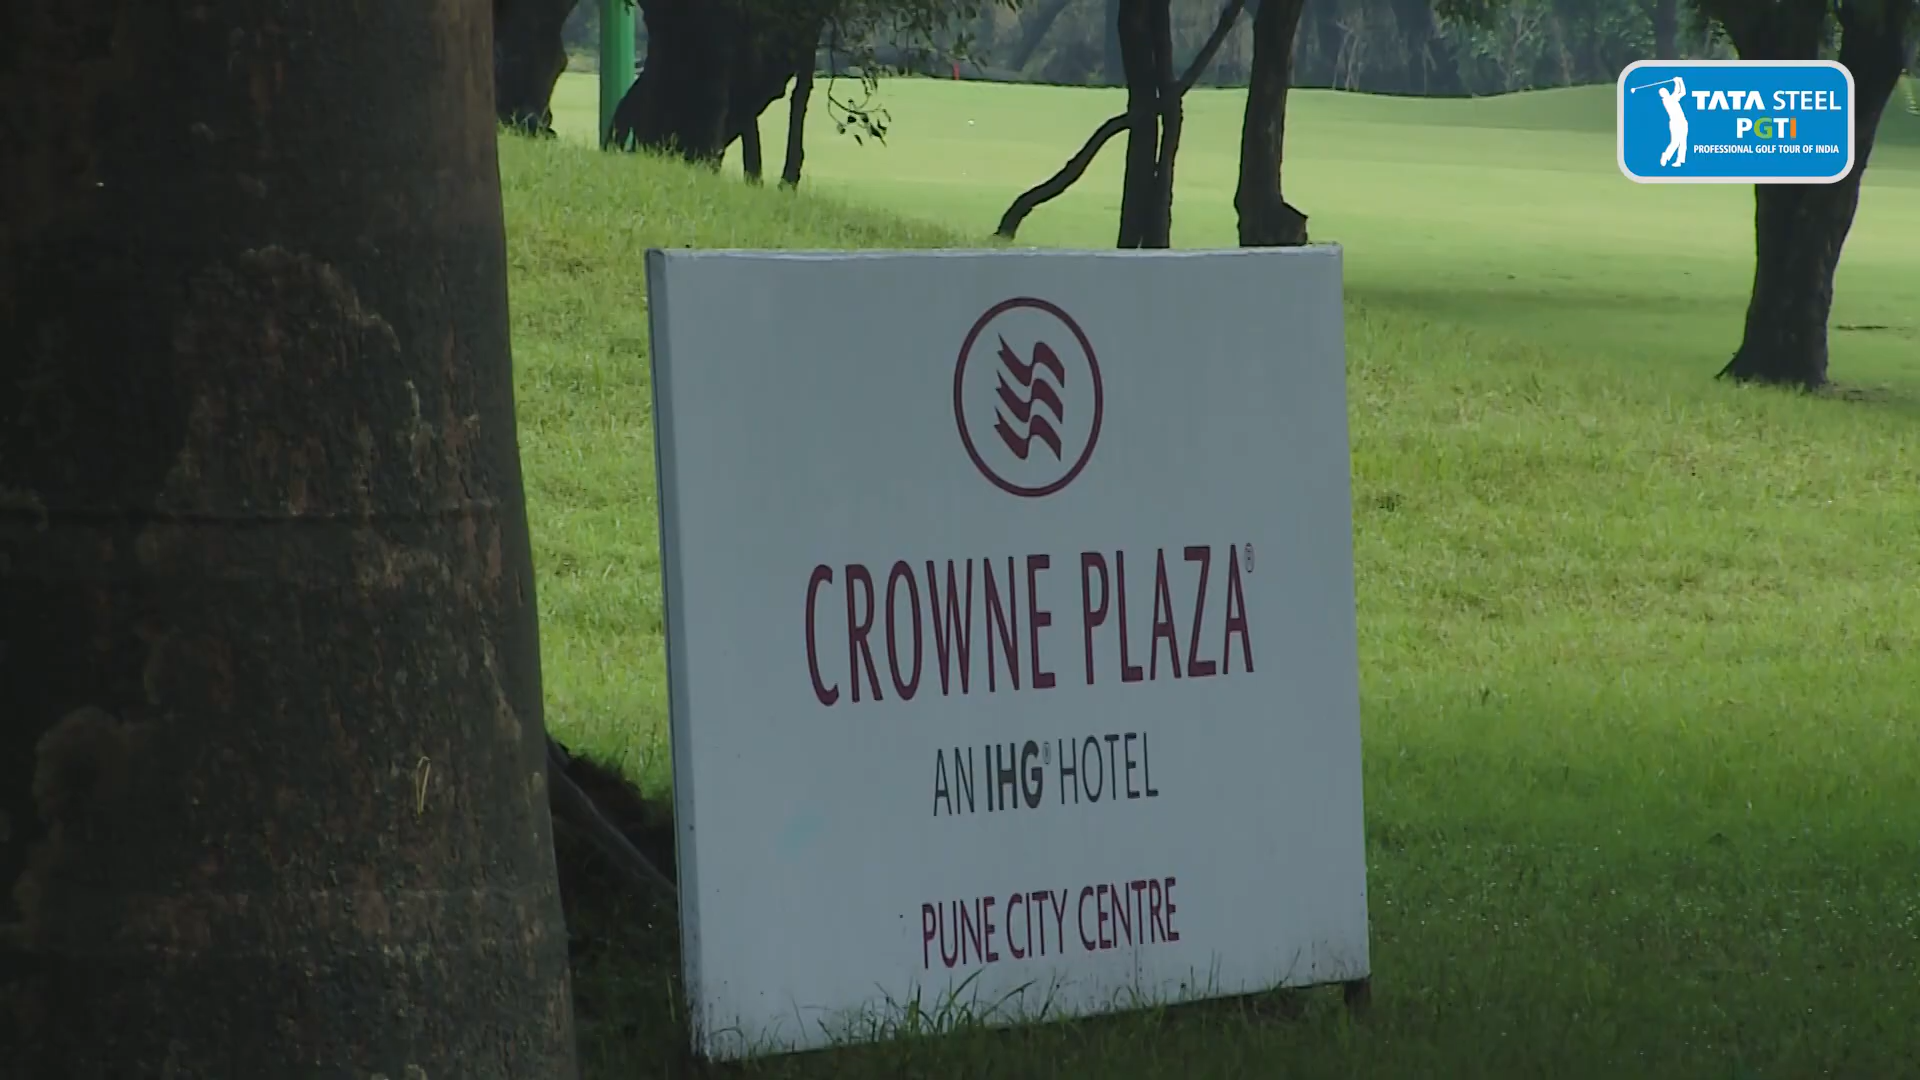 TATA STEEL
PGTI
PROFESSIONAL GOLF TOUR OF INDIA
CROWNE PLAZA®
AN IHG® HOTEL
PUNE CITY CENTRE